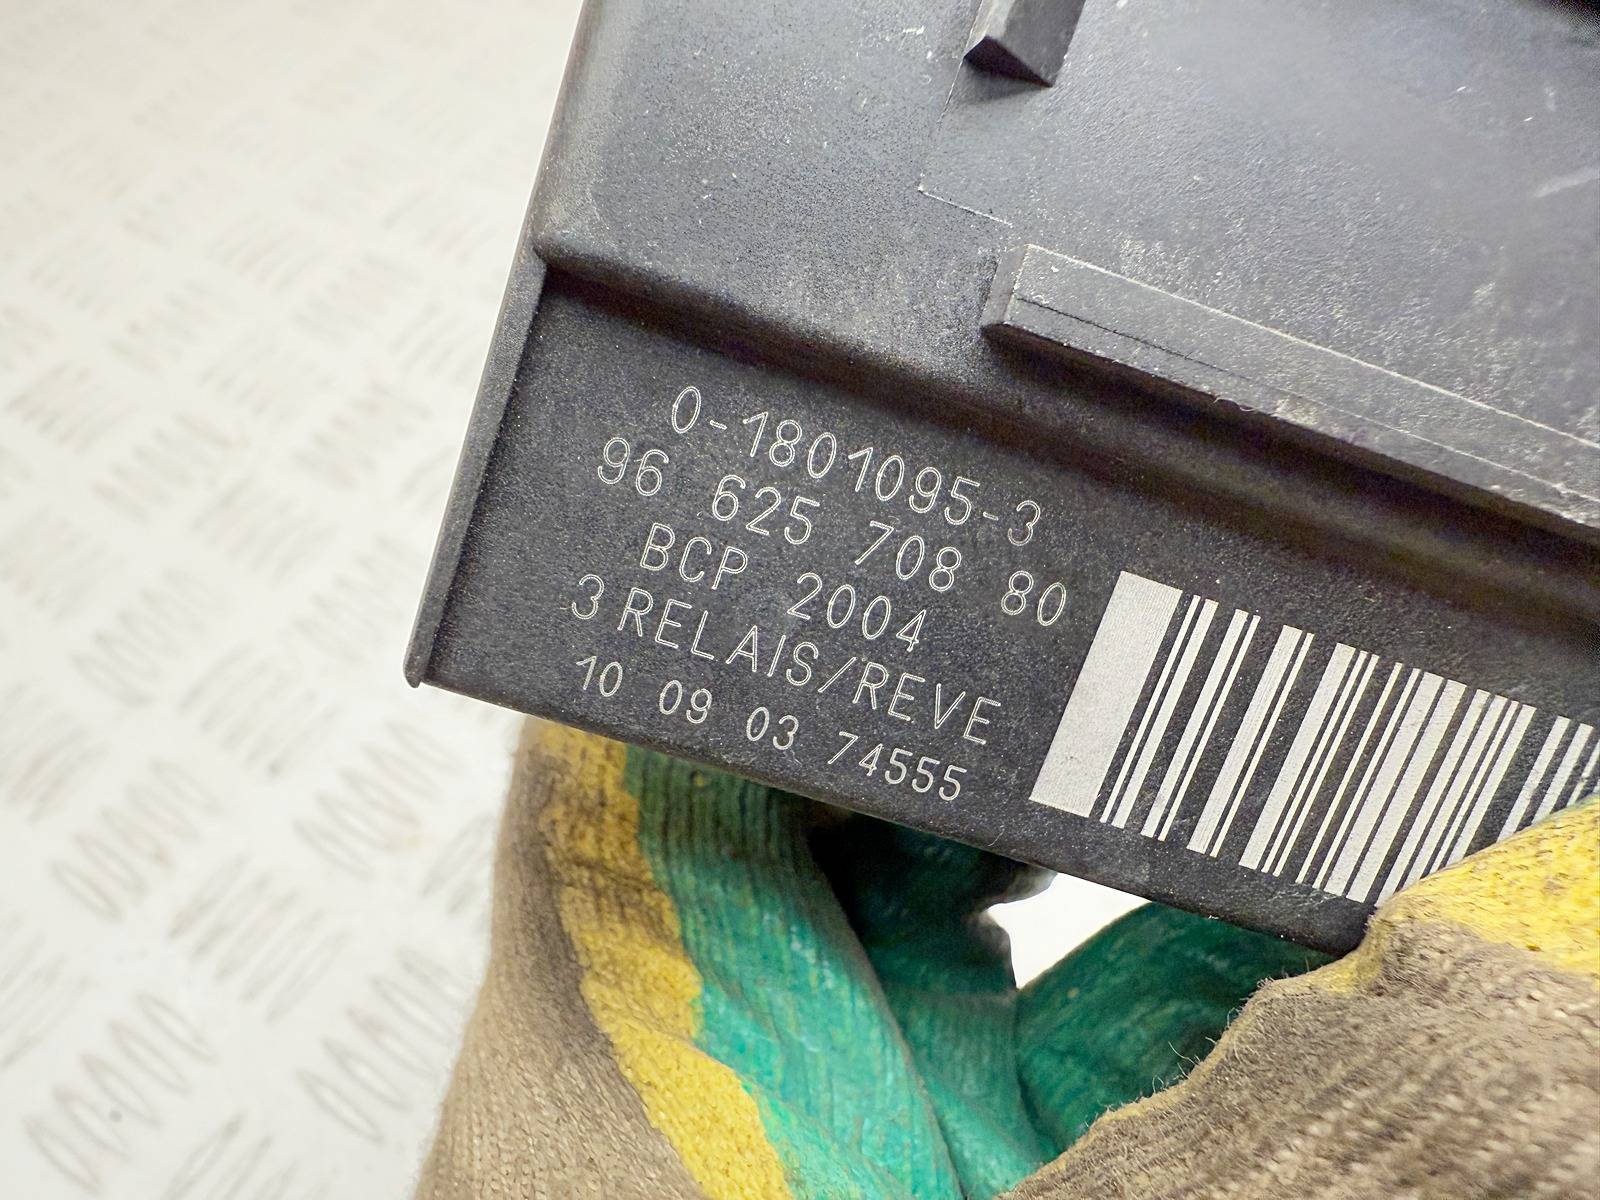 0-1801095-3
96 625 708 80
BCP 2004
3 RELAIS/REVE
10 09 03 74555